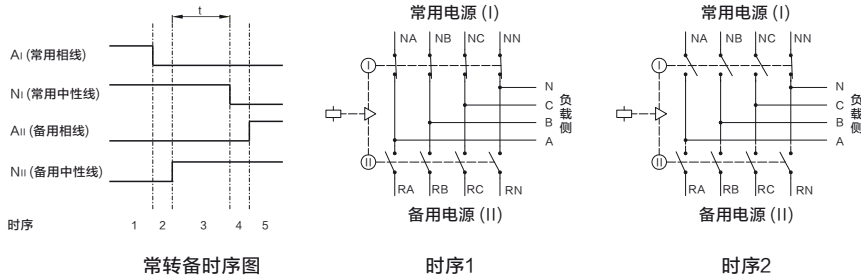 t
AI (常用相线)
NI (常用中性线)
AII (备用相线)
NII (备用中性线)
时序 1 2 3 4 5
常转备时序图
常用电源 (I)
NA NB NC NN
I
N
C
B
A
负载侧
II
RA RB RC RN
备用电源 (II)
时序1
常用电源 (I)
NA NB NC NN
I
N
C
B
A
负载侧
II
RA RB RC RN
备用电源 (II)
时序2